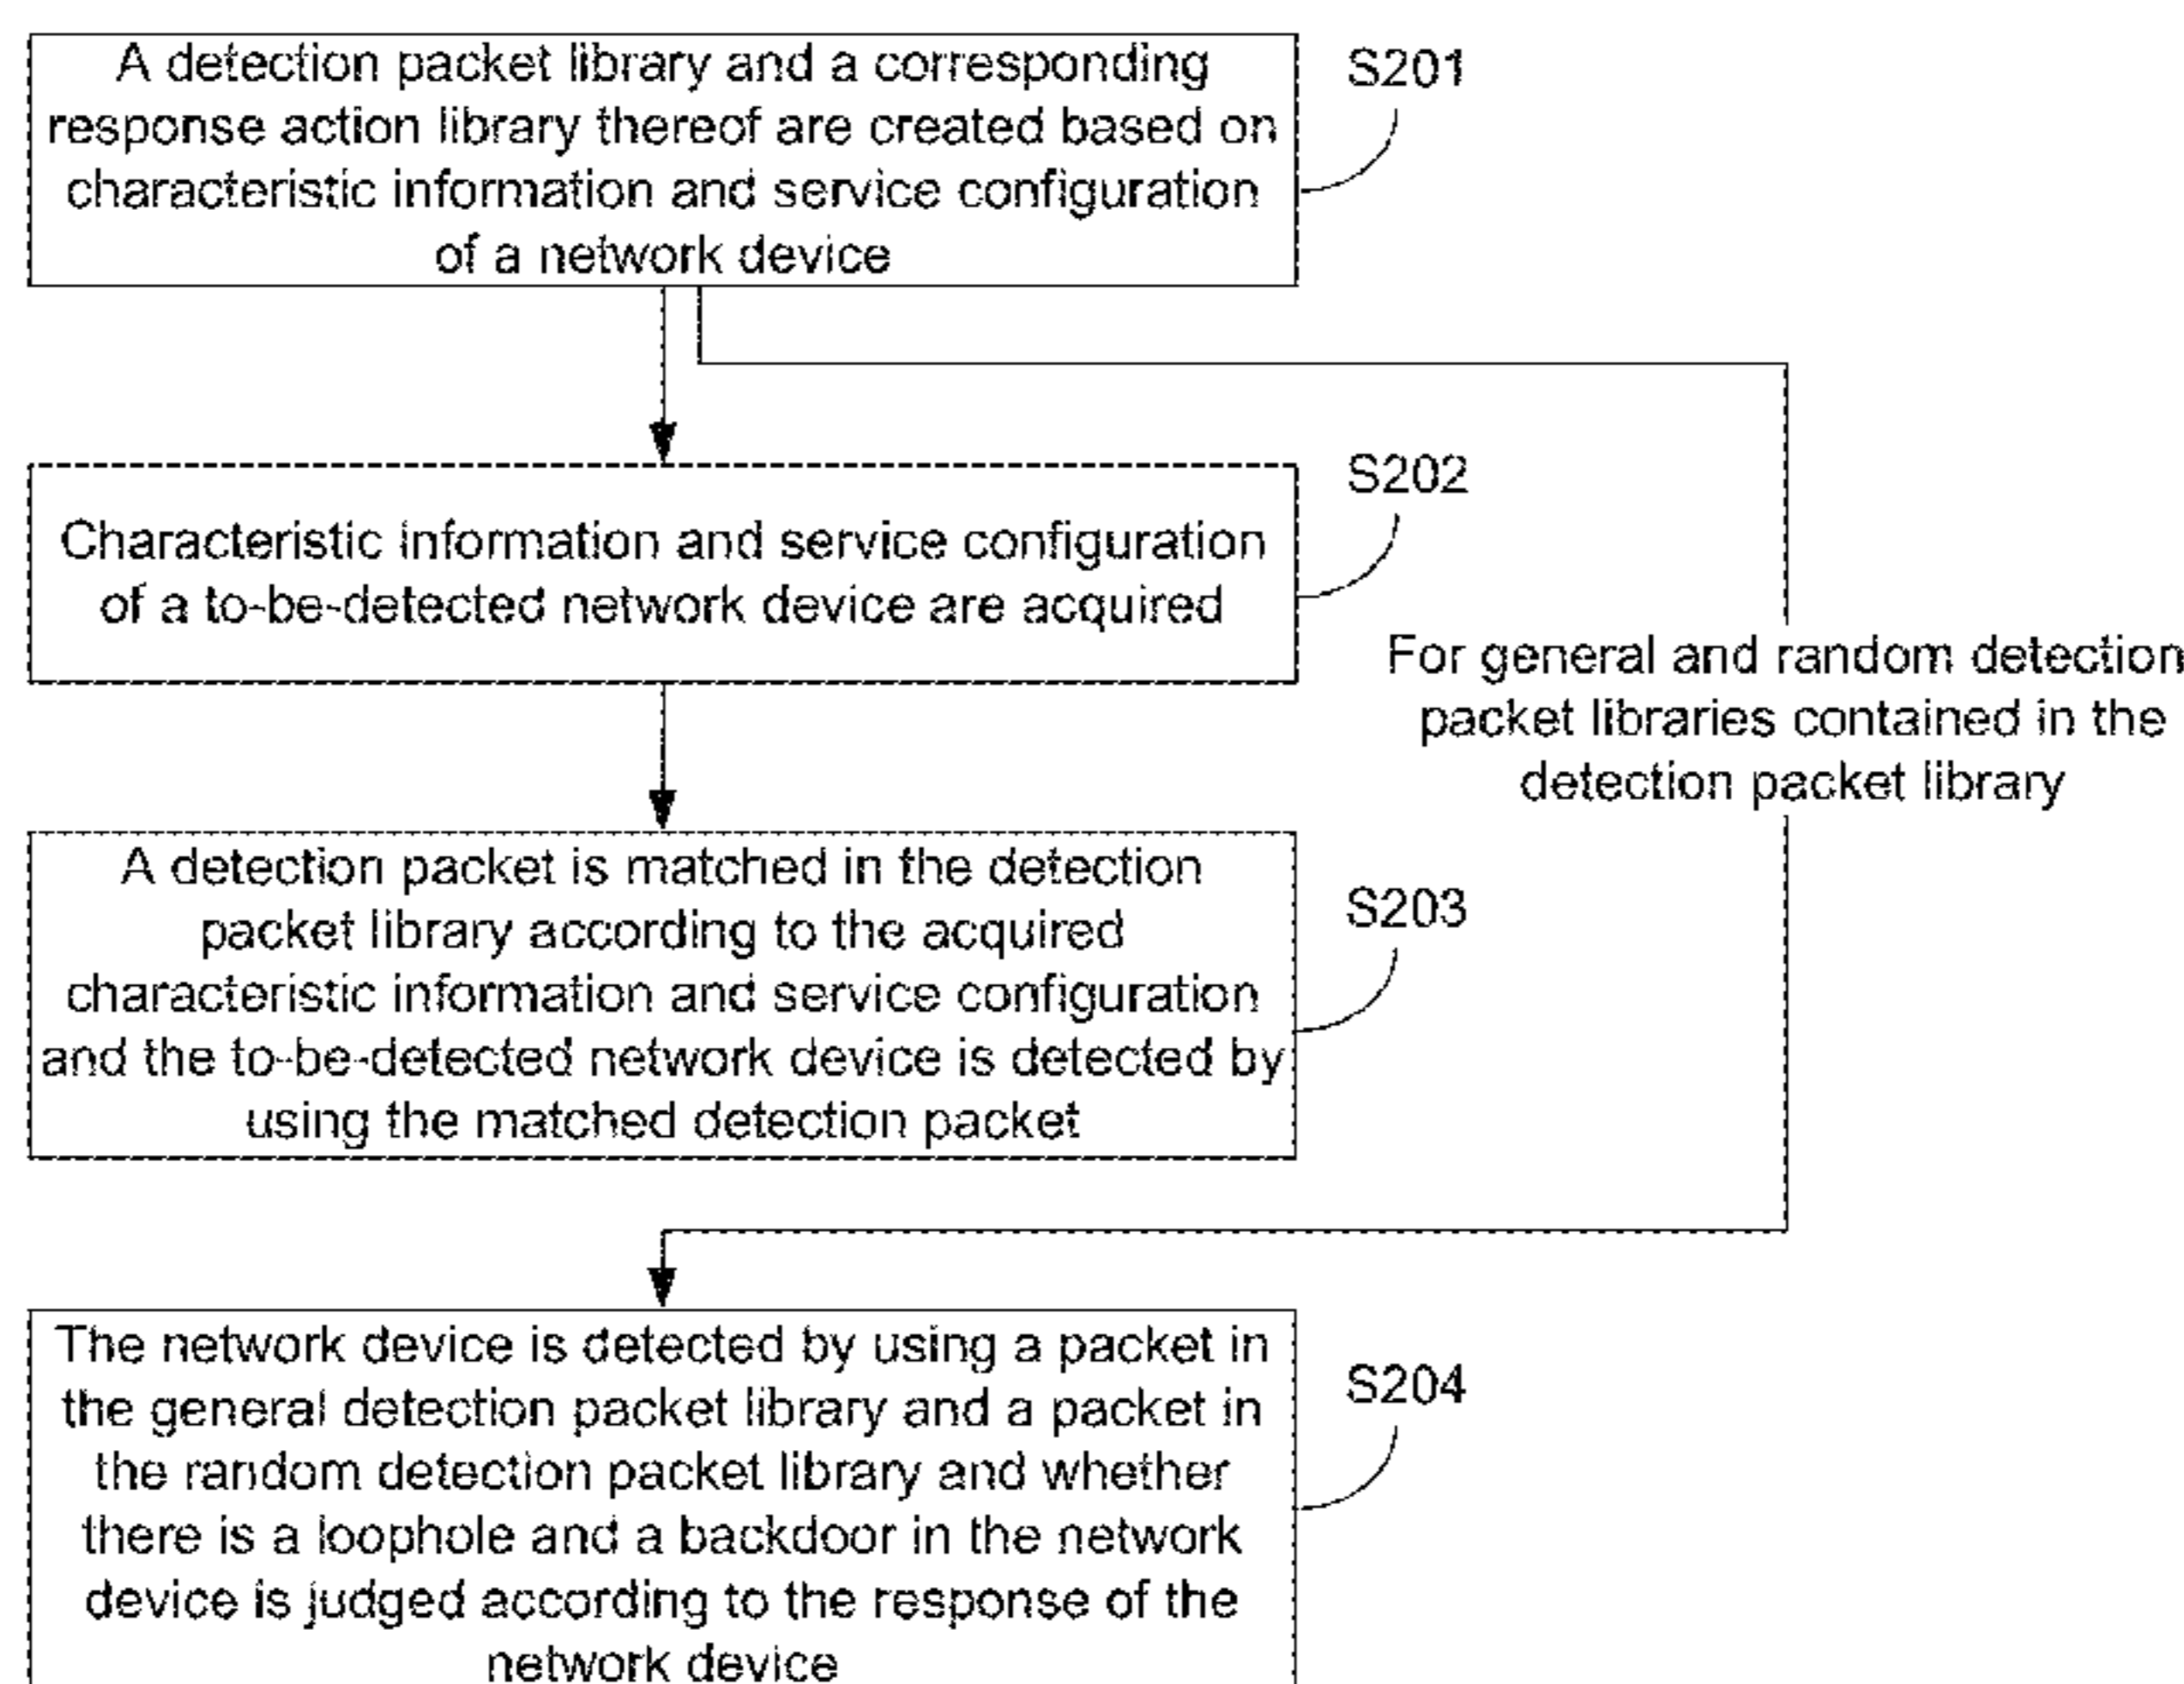 A detection packet library and a corresponding
response action library thereof are created based on
characteristic information and service configuration
of a network device
S201
Characteristic information and service configuration
of a to-be-detected network device are acquired
S202
For general and random detection
packet libraries contained in the
detection packet library
A detection packet is matched in the detection
packet library according to the acquired
characteristic information and service configuration
and the to-be-detected network device is detected by
using the matched detection packet
S203
The network device is detected by using a packet in
the general detection packet library and a packet in
the random detection packet library and whether
there is a loophole and a backdoor in the network
device is judged according to the response of the
network device
S204